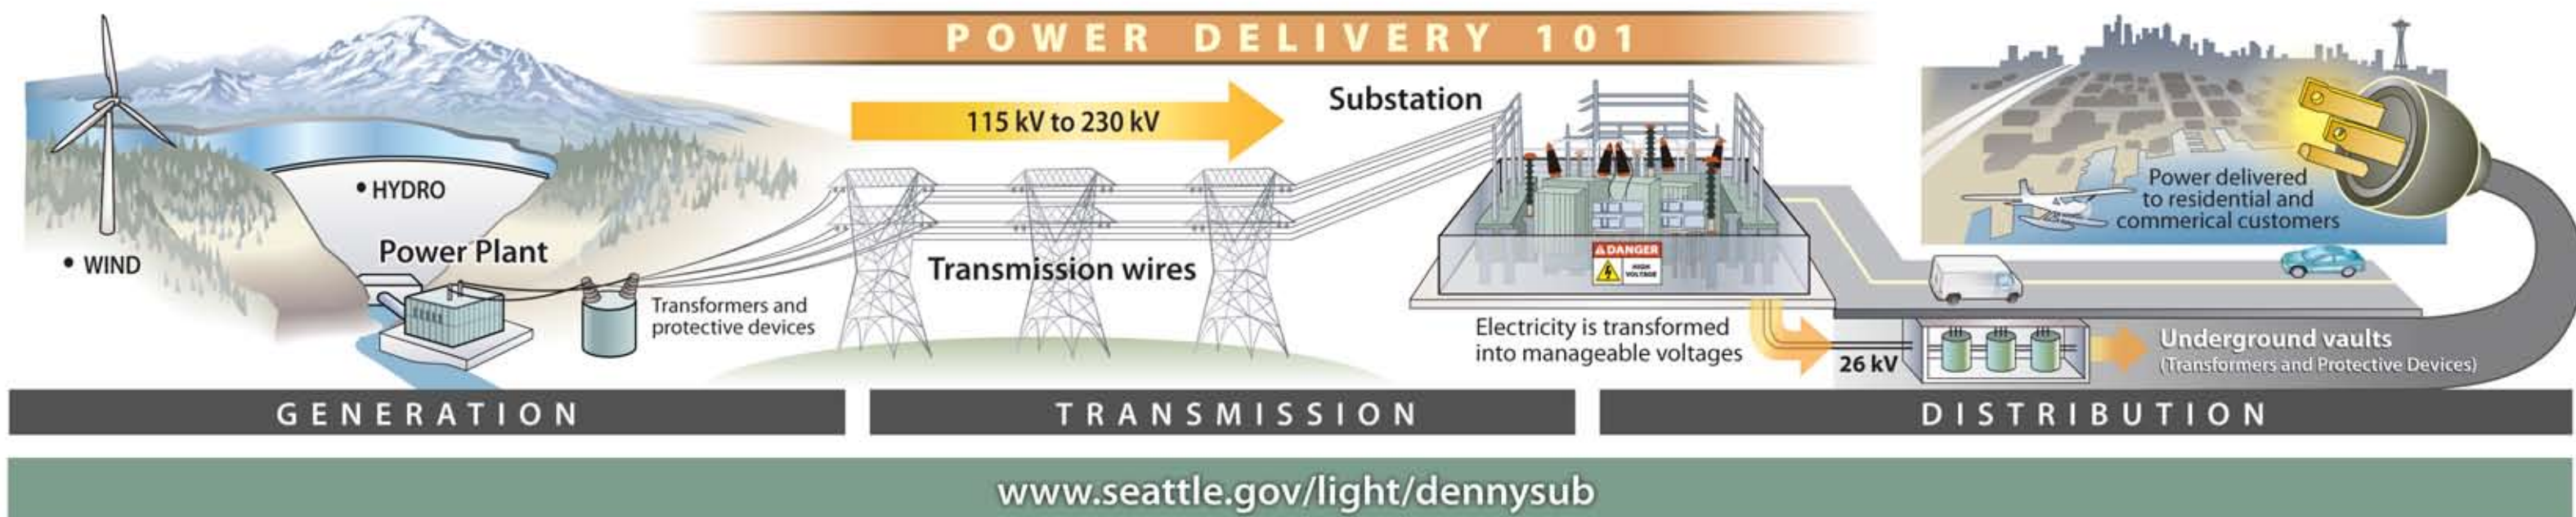 POWER DELIVERY 101
• WIND
• HYDRO
Power Plant
Transformers and
protective devices
115 kV to 230 kV
Transmission wires
Substation
DANGER
HIGH
VOLTAGE
Electricity is transformed
into manageable voltages
26 kV
Underground vaults
(Transformers and Protective Devices)
Power delivered
to residential and
commerical customers
GENERATION
TRANSMISSION
DISTRIBUTION
www.seattle.gov/light/dennysub